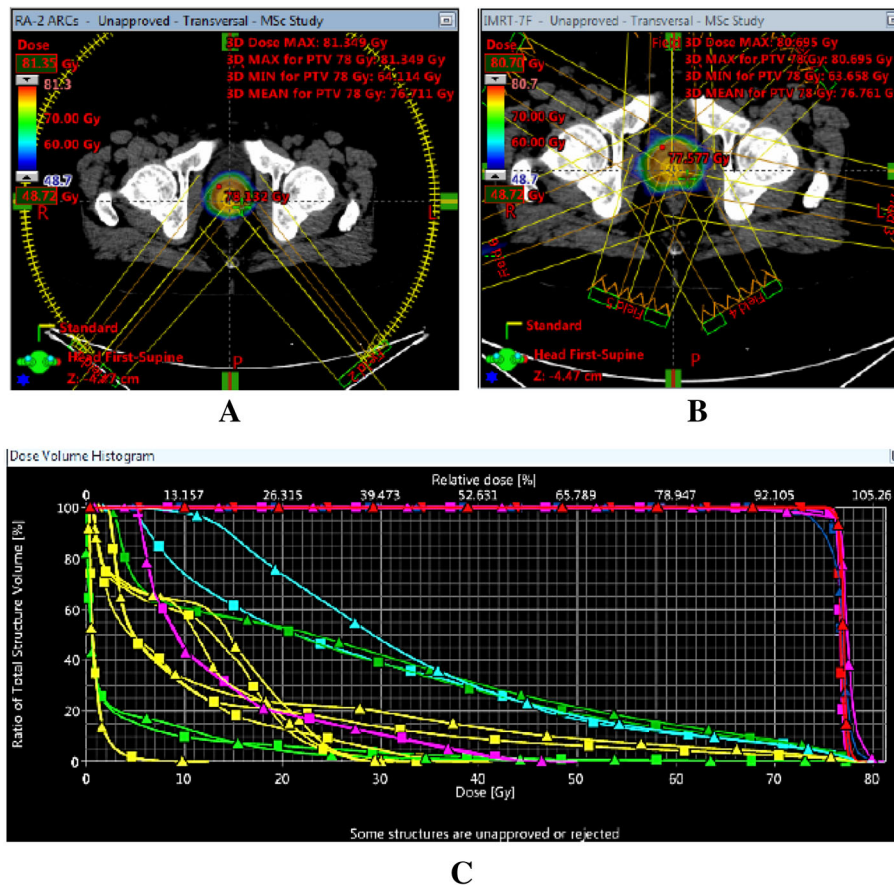 RA-2 ARCs - Unapproved - Transversal - MSc Study
Dose
81.35 Gy
81.3
70.00 Gy
60.00
48.7
48.72 Gy
3D Dose MAX: 81.349 Gy
3D MAX for PTV 78 Gy: 81.349 Gy
3D MIN for PTV 78 Gy: 64.114 Gy
3D MEAN for PTV 78 Gy: 76.711 Gy
R
L
78.132 Gy
Standard
Head First-Supine
P
A
IMRT-7F - Unapproved - Transversal - MSc Study
Dose
80.70 Gy
80.7
70.00 Gy
60.00
48.7
48.72 Gy
3D Dose MAX: 80.695 Gy
3D MAX for PTV 78 Gy: 80.695 Gy
3D MIN for PTV 78 Gy: 63.658 Gy
3D MEAN for PTV 78 Gy: 76.761 Gy
R
L
77.577 Gy
Field 4
Standard
Head First-Supine
Z: -4.47 cm
P
B
Dose Volume Histogram
Relative dose [%]
0 13.157 26.315 39.473 52.631 65.789 78.947 92.105 105.26
Ratio of Total Structure Volume [%]
100
80
60
40
20
0
0 10 20 30 40 50 60 70 80
Dose [Gy]
Some structures are unapproved or rejected
C